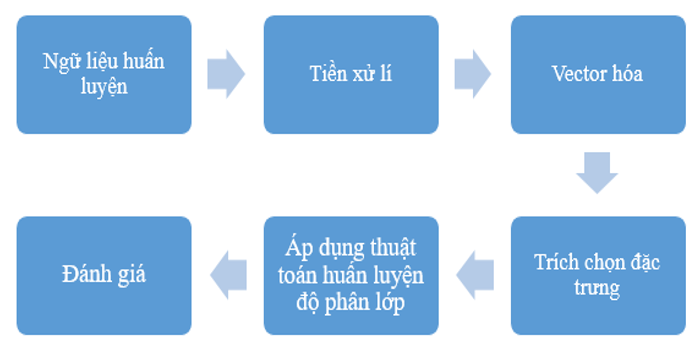 Ngữ liệu huấn
luyện
Tiền xử lí
Vector hóa
Trích chọn đặc
trưng
Áp dụng thuật
toán huấn luyện
độ phân lớp
Đánh giá